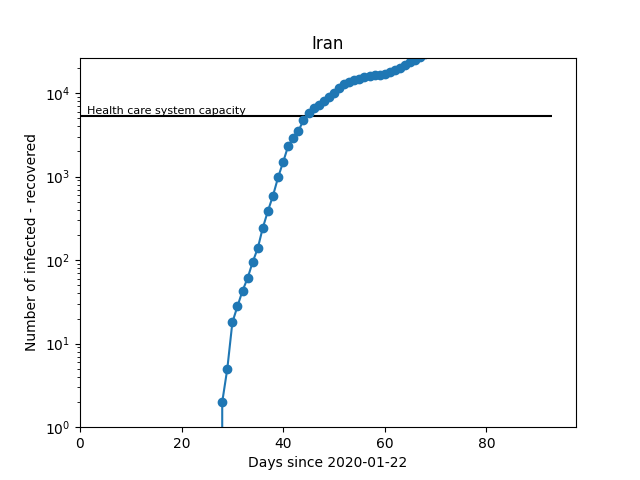 Iran
Number of infected - recovered
10^4
10^3
10^2
10^1
10^0
Health care system capacity
0 20 40 60 80
Days since 2020-01-22